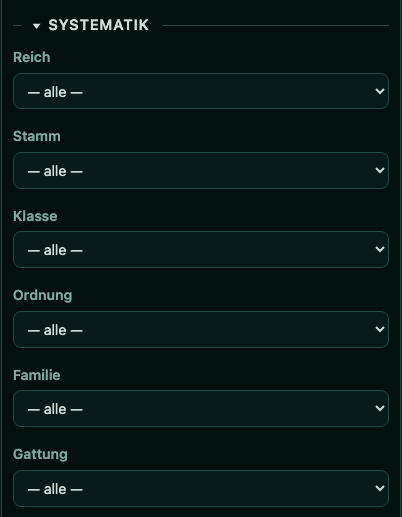 SYSTEMATIK
Reich
— alle —
Stamm
— alle —
Klasse
— alle —
Ordnung
— alle —
Familie
— alle —
Gattung
— alle —